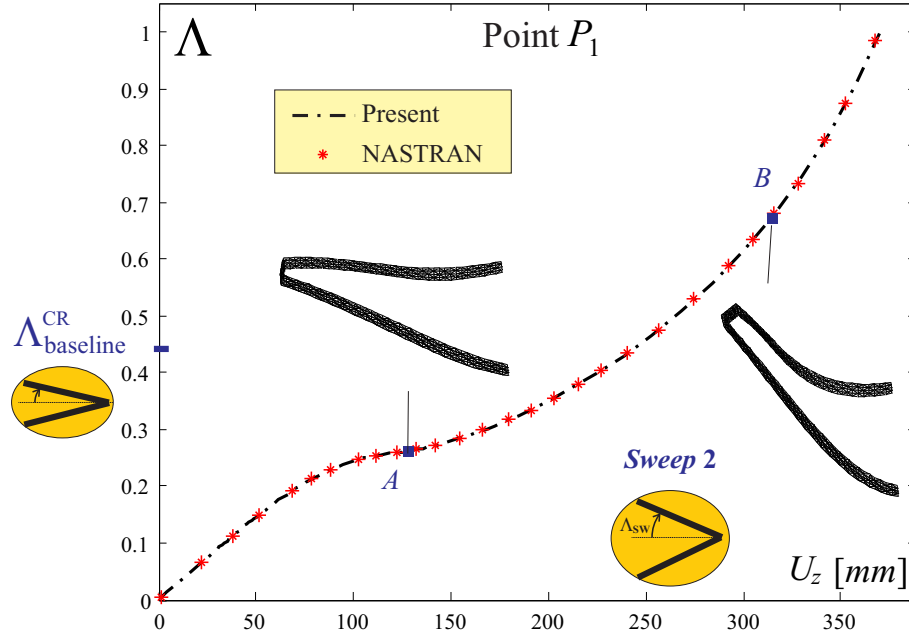 Λ
Point P₁
1
0.9
0.8
0.7
0.6
0.5
0.4
0.3
0.2
0.1
0
Present
NASTRAN
B
Λ^CR_baseline
A
Sweep 2
Λsw
U_z [mm]
0
50
100
150
200
250
300
350